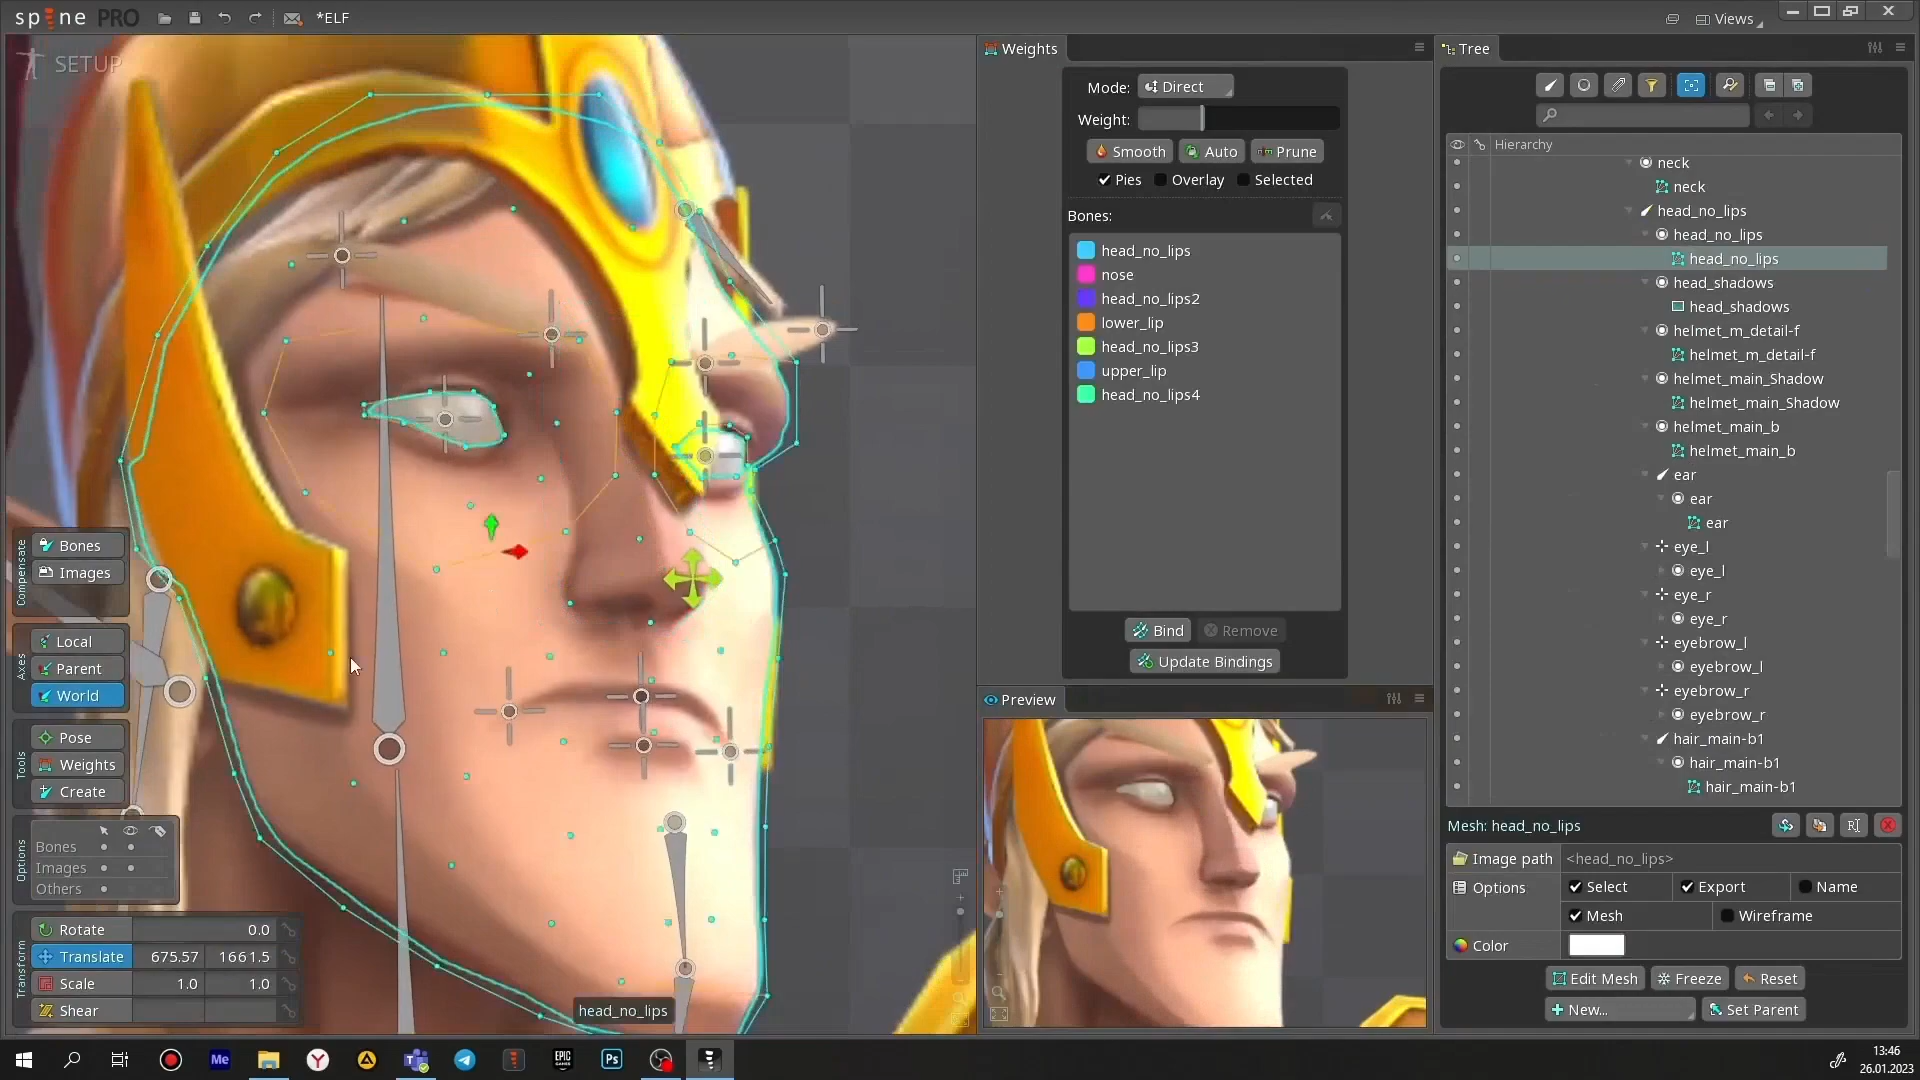 spine PRO
*ELF
Views
SETUP
Compensate
Bones
Images
Axes
Local
Parent
World
Tools
Pose
Weights
Create
Options
Bones
Images
Others
Transform
Rotate 0.0
Translate 675.57 1661.5
Scale 1.0 1.0
Shear
head_no_lips
Weights
Mode: Direct
Weight:
Smooth Auto Prune
Pies Overlay Selected
Bones:
head_no_lips
nose
head_no_lips2
lower_lip
head_no_lips3
upper_lip
head_no_lips4
Bind Remove
Update Bindings
Preview
Tree
Hierarchy
neck
neck
head_no_lips
head_no_lips
head_no_lips
head_shadows
head_shadows
helmet_m_detail-f
helmet_m_detail-f
helmet_main_Shadow
helmet_main_Shadow
helmet_main_b
helmet_main_b
ear
ear
ear
eye_l
eye_l
eye_r
eye_r
eyebrow_l
eyebrow_l
eyebrow_r
eyebrow_r
hair_main-b1
hair_main-b1
hair_main-b1
Mesh: head_no_lips
Image path <head_no_lips>
Options Select Export Name
Mesh Wireframe
Color
Edit Mesh Freeze Reset
New... Set Parent
Me
Y
EPIC
GAMES
Ps
13:46
26.01.2023